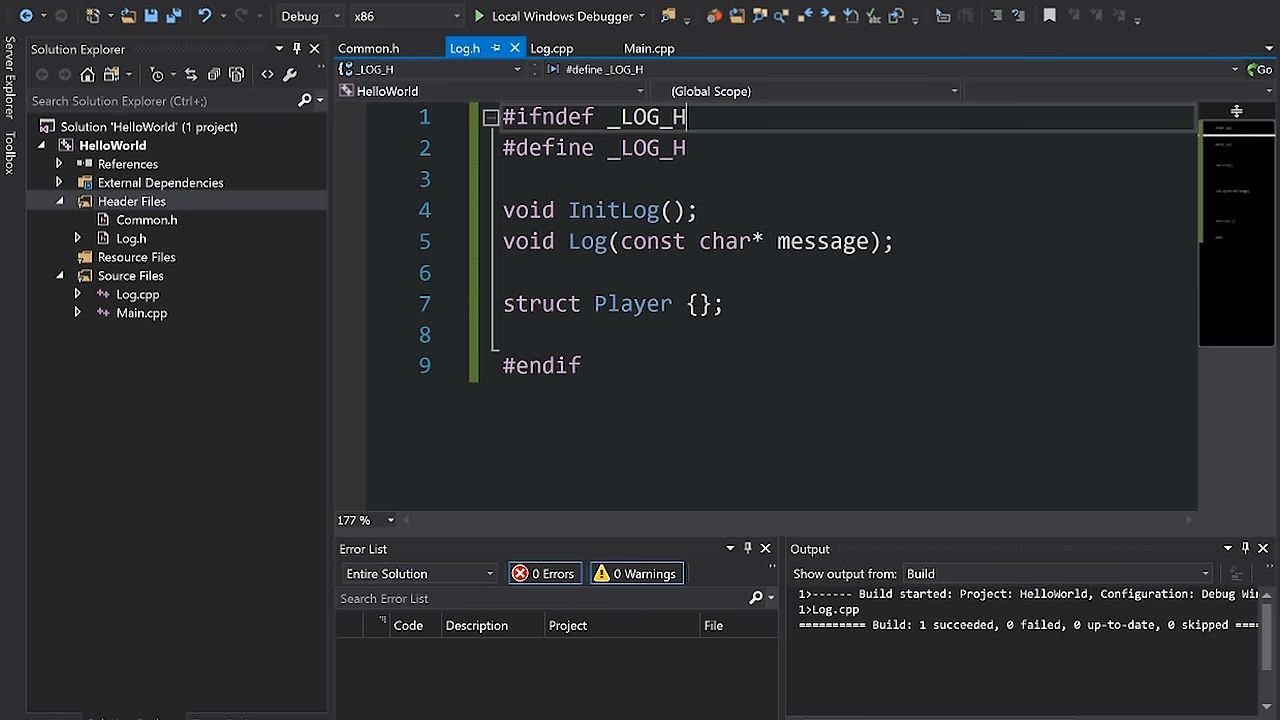 Debug x86 Local Windows Debugger
Server Explorer
Toolbox
Solution Explorer
Search Solution Explorer (Ctrl+;)
Solution 'HelloWorld' (1 project)
HelloWorld
References
External Dependencies
Header Files
Common.h
Log.h
Resource Files
Source Files
Log.cpp
Main.cpp
Common.h Log.h Log.cpp Main.cpp
_LOG_H #define _LOG_H Go
HelloWorld (Global Scope)
1 #ifndef _LOG_H
2 #define _LOG_H
3
4 void InitLog();
5 void Log(const char* message);
6
7 struct Player {};
8
9 #endif
177 %
Error List
Entire Solution 0 Errors 0 Warnings
Search Error List
Code Description Project File
Output
Show output from: Build
1>------ Build started: Project: HelloWorld, Configuration: Debug Wi
1>Log.cpp
========== Build: 1 succeeded, 0 failed, 0 up-to-date, 0 skipped ====